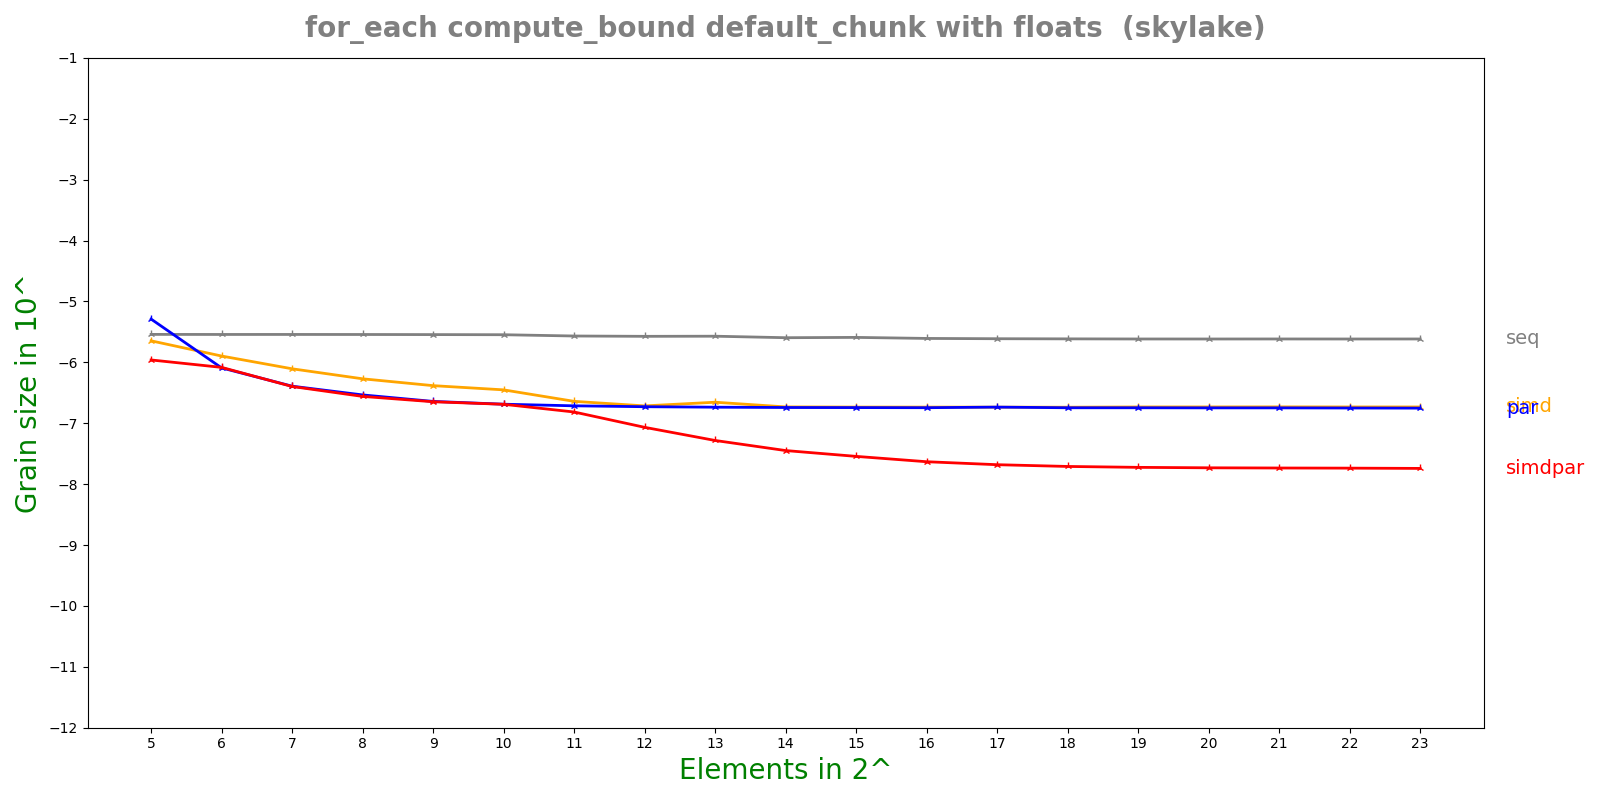 for_each compute_bound default_chunk with floats (skylake)
−1
−2
−3
−4
−5
−6
−7
−8
−9
−10
−11
−12
Grain size in 10^
seq
simd
par
simdpar
5 6 7 8 9 10 11 12 13 14 15 16 17 18 19 20 21 22 23
Elements in 2^